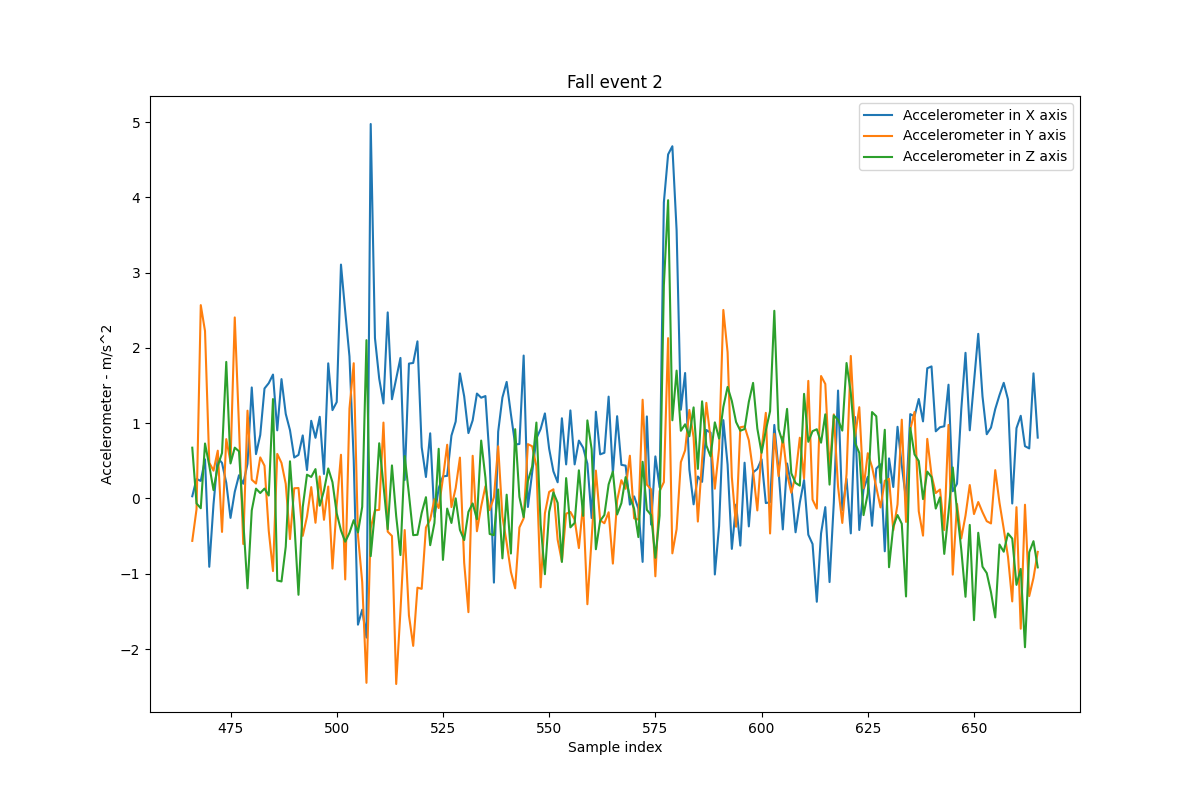 Fall event 2
Accelerometer in X axis
Accelerometer in Y axis
Accelerometer in Z axis
5
4
3
2
1
0
−1
−2
Accelerometer - m/s^2
475
500
525
550
575
600
625
650
Sample index